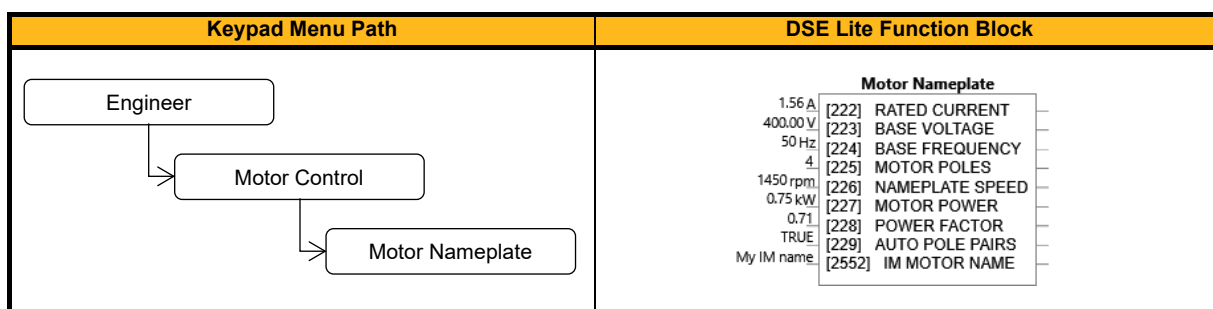 Keypad Menu Path
DSE Lite Function Block
Engineer
Motor Control
Motor Nameplate
Motor Nameplate
1.56 A [222] RATED CURRENT
400.00 V [223] BASE VOLTAGE
50 Hz [224] BASE FREQUENCY
4 [225] MOTOR POLES
1450 rpm [226] NAMEPLATE SPEED
0.75 kW [227] MOTOR POWER
0.71 [228] POWER FACTOR
TRUE [229] AUTO POLE PAIRS
My IM name [2552] IM MOTOR NAME